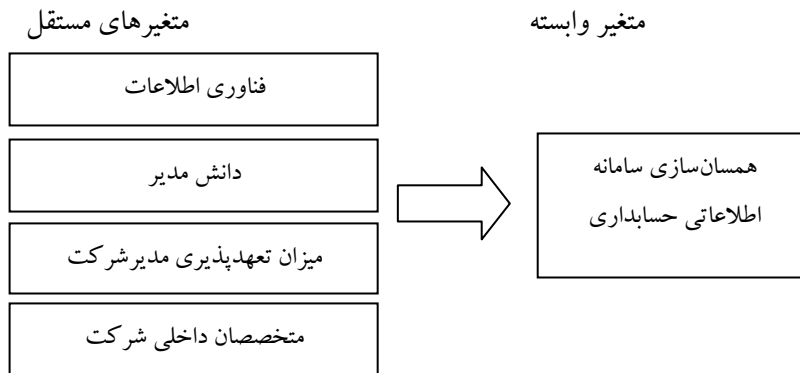 متغیرهای مستقل
متغیر وابسته
فناوری اطلاعات
دانش مدیر
میزان تعهدپذیری مدیرشرکت
متخصصان داخلی شرکت
همسان‌سازی سامانه
اطلاعاتی حسابداری